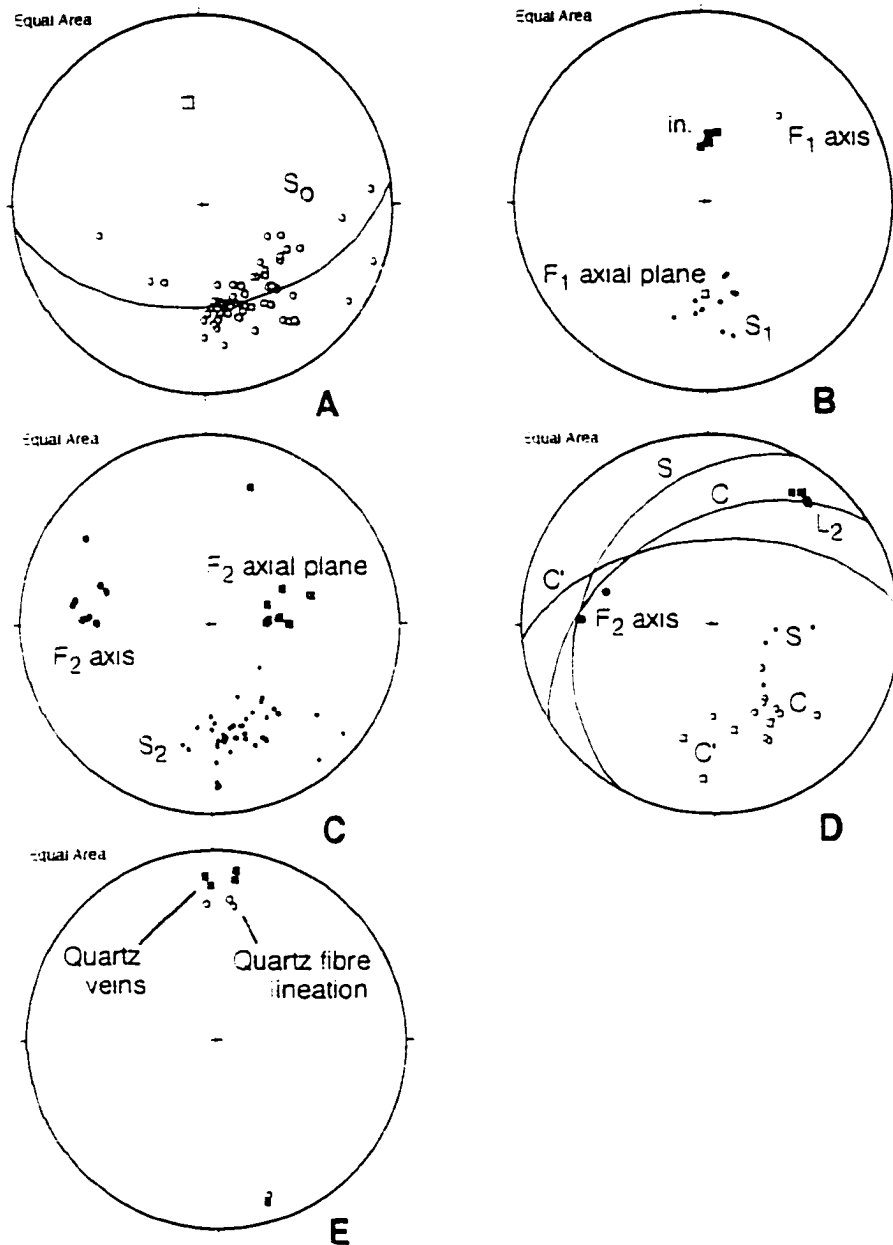 Equal Area
S0
A
Equal Area
in.
F1 axis
F1 axial plane
S1
B
Equal Area
F2 axial plane
F2 axis
S2
C
Equal Area
S
C
L2
C'
F2 axis
S
C
C'
D
Equal Area
Quartz
veins
Quartz fibre
lineation
E